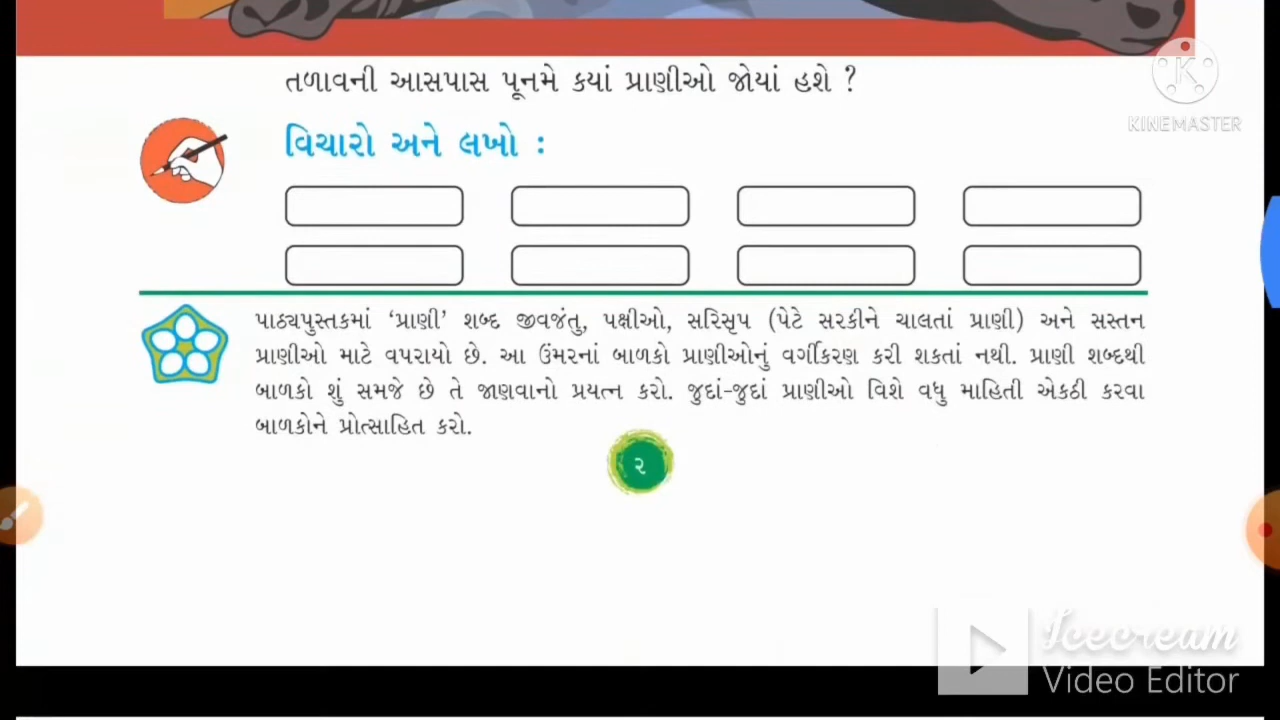 તળાવની આસપાસ પૂનમે કયાં પ્રાણીઓ જોયાં હશે ?
KINEMASTER
વિચારો અને લખો :
પાઠ્યપુસ્તકમાં ‘પ્રાણી’ શબ્દ જીવજંતુ, પક્ષીઓ, સરિસૃપ (પેટે સરકીને ચાલતાં પ્રાણી) અને સસ્તન
પ્રાણીઓ માટે વપરાયો છે. આ ઉંમરનાં બાળકો પ્રાણીઓનું વર્ગીકરણ કરી શકતાં નથી. પ્રાણી શબ્દથી
બાળકો શું સમજે છે તે જાણવાનો પ્રયત્ન કરો. જુદાં-જુદાં પ્રાણીઓ વિશે વધુ માહિતી એકઠી કરવા
બાળકોને પ્રોત્સાહિત કરો.
૨
Icecream
Video Editor